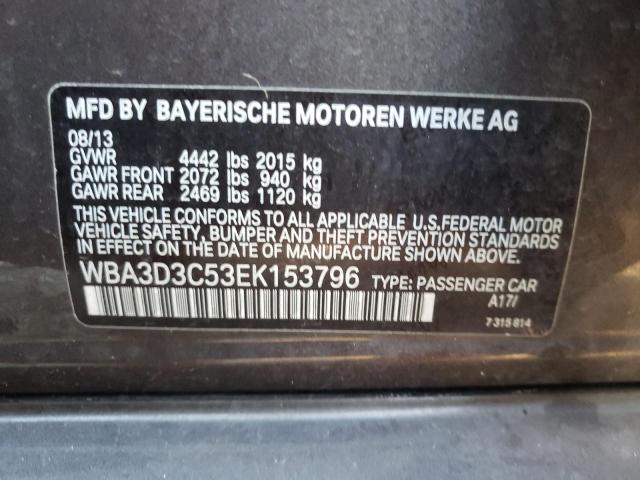 MFD BY BAYERISCHE MOTOREN WERKE AG
08/13
GVWR 4442 lbs 2015 kg
GAWR FRONT 2072 lbs 940 kg
GAWR REAR 2469 lbs 1120 kg
THIS VEHICLE CONFORMS TO ALL APPLICABLE U.S.FEDERAL MOTOR
VEHICLE SAFETY, BUMPER AND THEFT PREVENTION STANDARDS
IN EFFECT ON THE DATE OF MANUFACTURE SHOWN ABOVE.
WBA3D3C53EK153796 TYPE: PASSENGER CAR
A17/
7 315 814